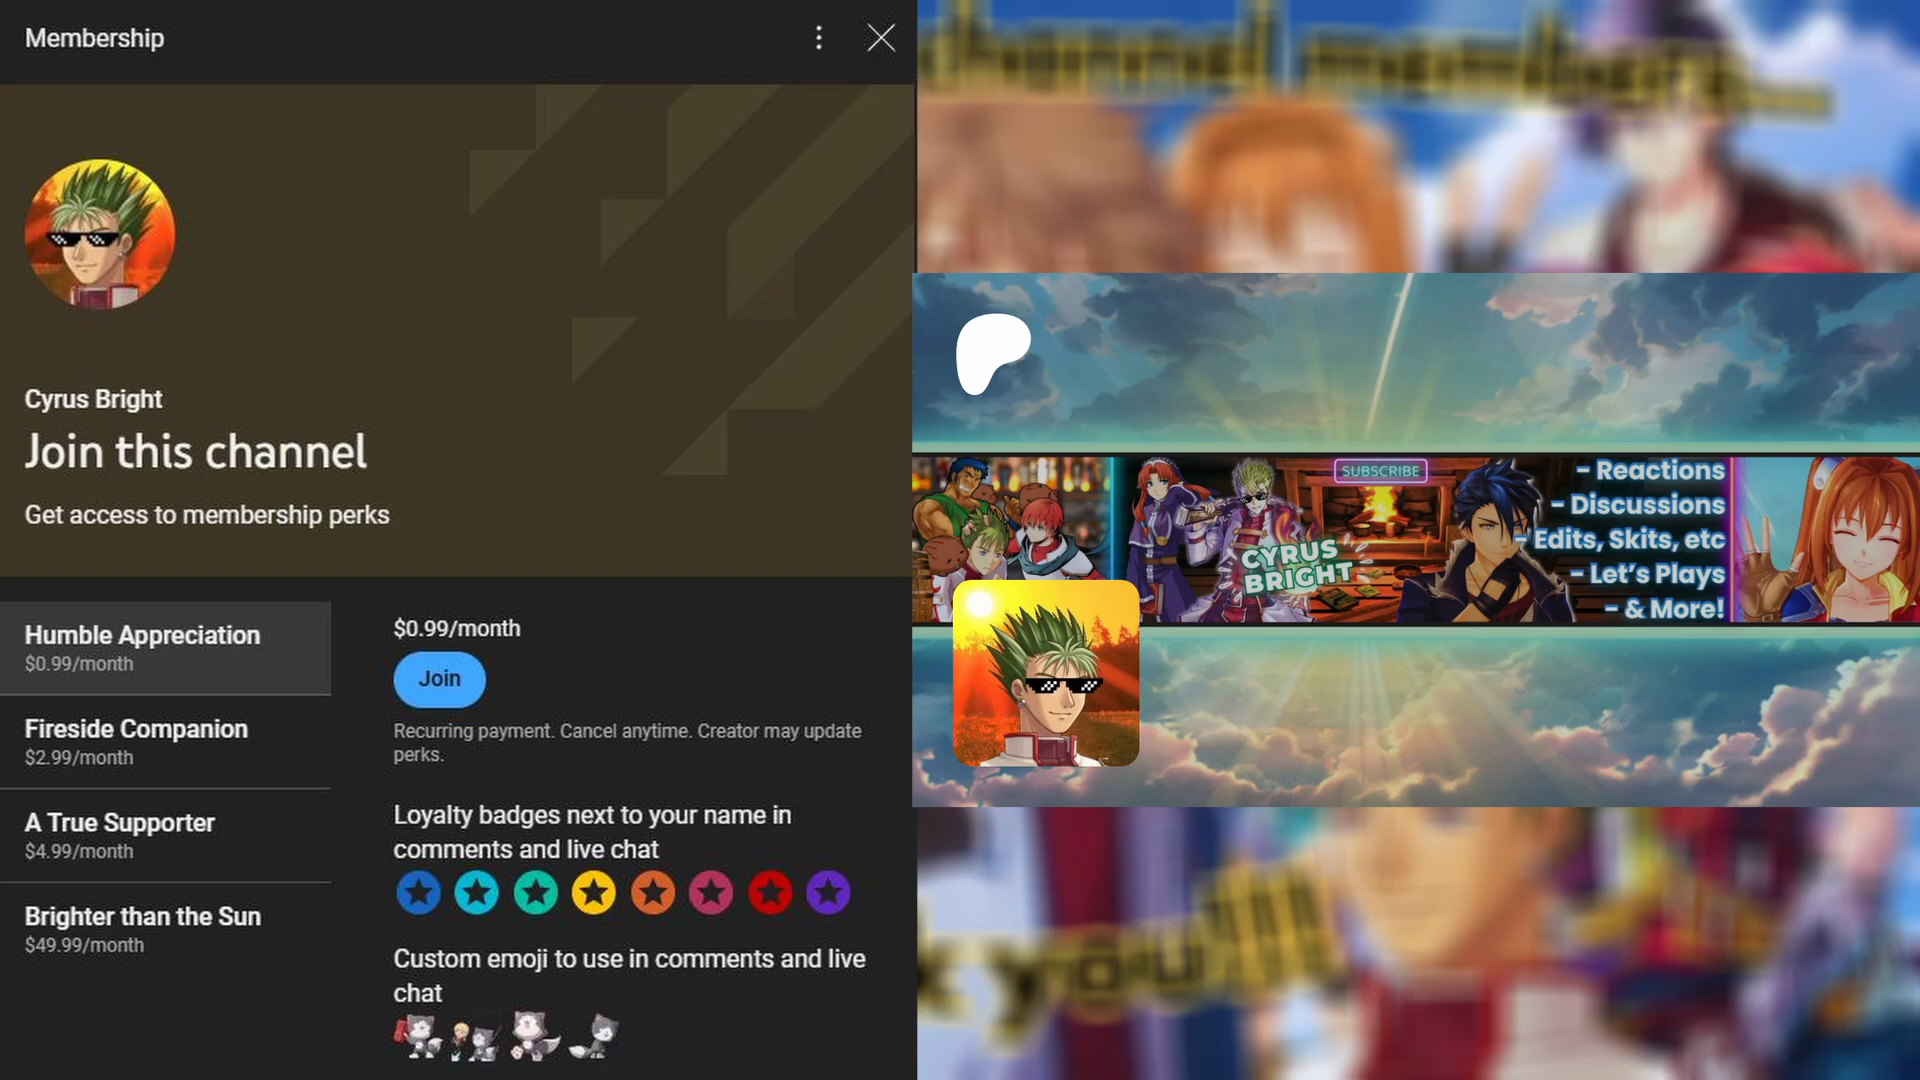 Membership
Cyrus Bright
Join this channel
Get access to membership perks
Humble Appreciation
$0.99/month
Fireside Companion
$2.99/month
A True Supporter
$4.99/month
Brighter than the Sun
$49.99/month
$0.99/month
Join
Recurring payment. Cancel anytime. Creator may update
perks.
Loyalty badges next to your name in
comments and live chat
Custom emoji to use in comments and live
chat
channel members...
you!!!
SUBSCRIBE
CYRUS
BRIGHT
- Reactions
- Discussions
- Edits, Skits, etc
- Let's Plays
- & More!